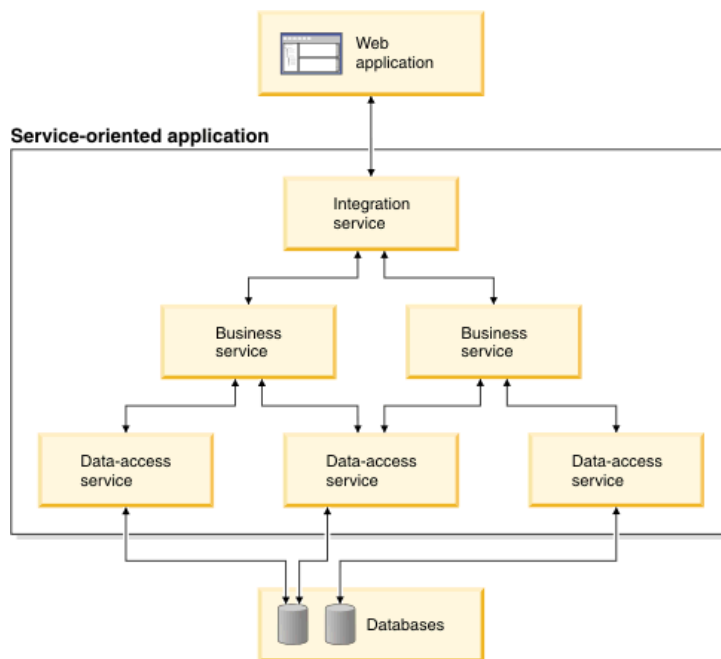 Web
application
Service-oriented application
Integration
service
Business
service
Business
service
Data-access
service
Data-access
service
Data-access
service
Databases